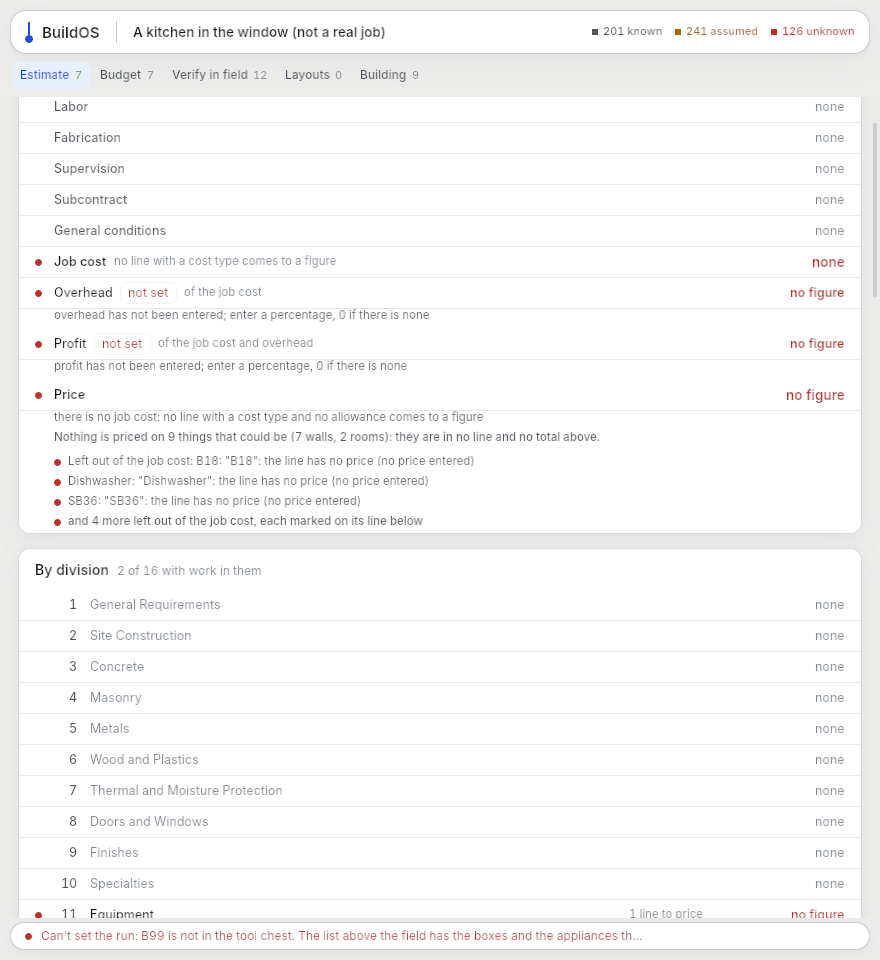 BuildOS
A kitchen in the window (not a real job)
201 known 241 assumed 126 unknown
Estimate 7 Budget 7 Verify in field 12 Layouts 0 Building 9
Labor none
Fabrication none
Supervision none
Subcontract none
General conditions none
Job cost no line with a cost type comes to a figure none
Overhead not set of the job cost no figure
overhead has not been entered; enter a percentage, 0 if there is none
Profit not set of the job cost and overhead no figure
profit has not been entered; enter a percentage, 0 if there is none
Price no figure
there is no job cost: no line with a cost type and no allowance comes to a figure
Nothing is priced on 9 things that could be (7 walls, 2 rooms): they are in no line and no total above.
Left out of the job cost: B18: "B18": the line has no price (no price entered)
Dishwasher: "Dishwasher": the line has no price (no price entered)
SB36: "SB36": the line has no price (no price entered)
and 4 more left out of the job cost, each marked on its line below
By division 2 of 16 with work in them
1 General Requirements none
2 Site Construction none
3 Concrete none
4 Masonry none
5 Metals none
6 Wood and Plastics none
7 Thermal and Moisture Protection none
8 Doors and Windows none
9 Finishes none
10 Specialties none
11 Equipment 1 line to price no figure
Can't set the run: B99 is not in the tool chest. The list above the field has the boxes and the appliances th...